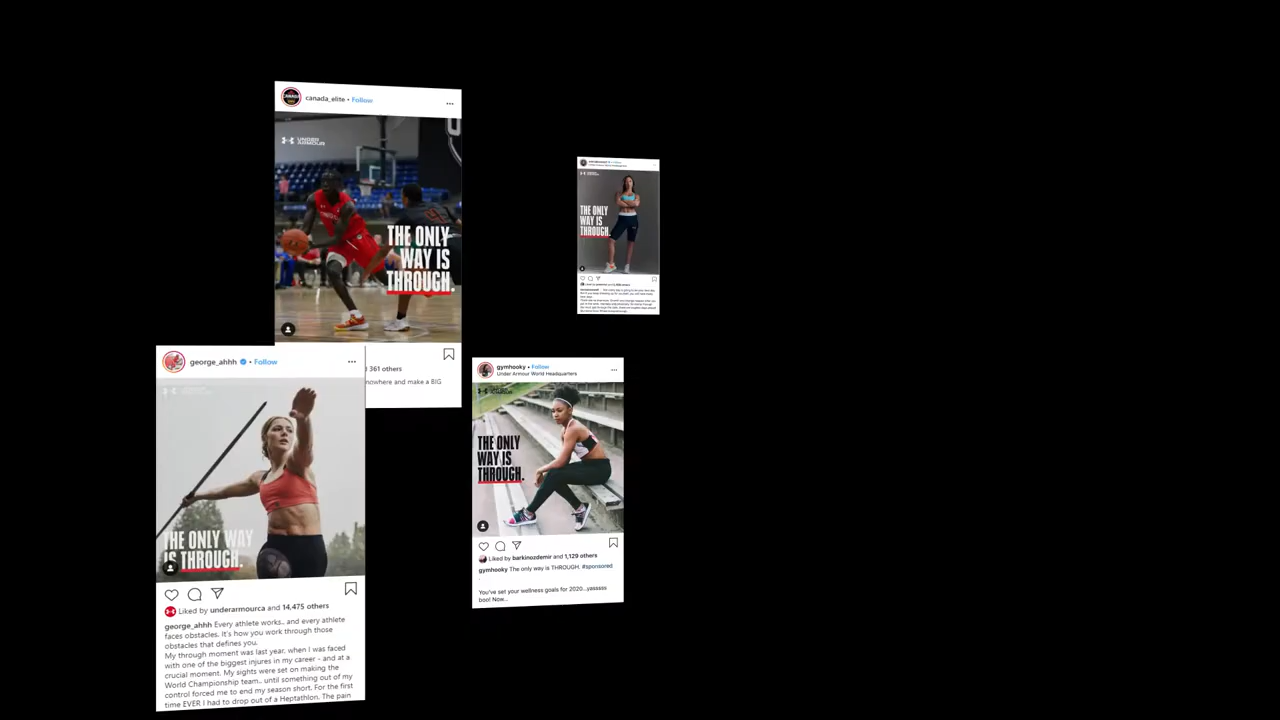 canada_elite • Follow
UNDER ARMOUR
THE ONLY
WAY IS
THROUGH.
361 others
nowhere and make a BIG
THE ONLY
WAY IS
THROUGH.
george_ahhh • Follow
THE ONLY WAY
IS THROUGH.
Liked by underarmourca and 14,475 others
george_ahhh Every athlete works.. and every athlete
faces obstacles. It's how you work through those
obstacles that defines you.
My through moment was last year, when I was faced
with one of the biggest injures in my career - and at a
crucial moment. My sights were set on making the
World Championship team.. until something out of my
control forced me to end my season short. For the first
time EVER I had to drop out of a Heptathlon. The pain
gymhooky • Follow
Under Armour World Headquarters
THE ONLY
WAY IS
THROUGH.
Liked by barkinozdemir and 1,129 others
gymhooky The only way is THROUGH. #sponsored
.
You've set your wellness goals for 2020...yassssss
boo! Now...